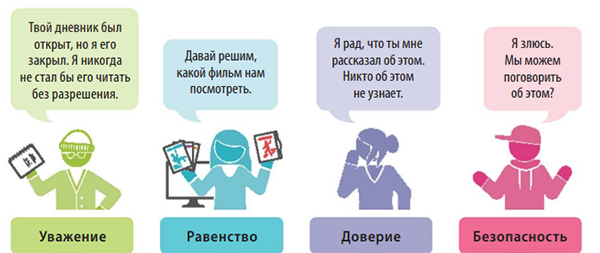 Твой дневник был
открыт, но я его
закрыл. Я никогда
не стал бы его читать
без разрешения.
Давай решим,
какой фильм нам
посмотреть.
Я рад, что ты мне
рассказал об этом.
Никто об этом
не узнает.
Я злюсь.
Мы можем
поговорить
об этом?
Уважение
Равенство
Доверие
Безопасность